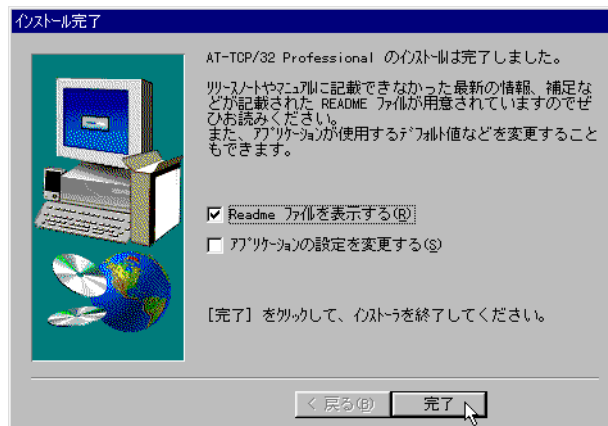 インストール完了
AT-TCP/32 Professional のインストールは完了しました。
リリースノートやマニュアルに記載できなかった最新の情報、補足な
どが記載された README ファイルが用意されていますのでぜ
ひお読みください。
また、アプリケーションが使用するデフォルト値などを変更すること
もできます。
Readme ファイルを表示する(R)
アプリケーションの設定を変更する(S)
[完了] をクリックして、インストーラを終了してください。
< 戻る(B)
完了